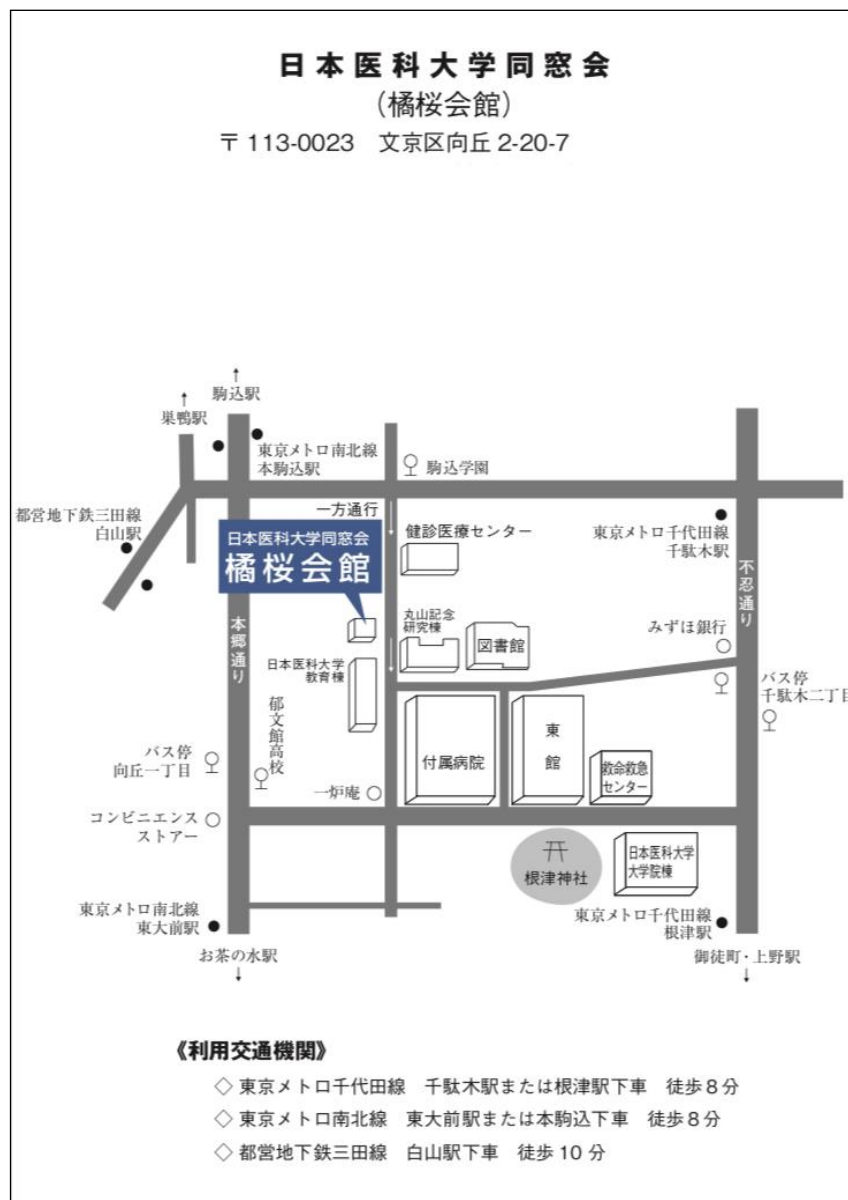 日本医科大学同窓会
（橘桜会館）
〒113-0023　文京区向丘 2-20-7
↑
駒込駅
↑
巣鴨駅
東京メトロ南北線
本駒込駅
駒込学園
都営地下鉄三田線
白山駅
一方通行
↓
日本医科大学同窓会
橘桜会館
健診医療センター
東京メトロ千代田線
千駄木駅
不忍通り
本郷通り
丸山記念
研究棟
図書館
みずほ銀行
↓
日本医科大学
教育棟
バス停
千駄木二丁目
郁文館高校
付属病院
東館
救命救急
センター
バス停
向丘一丁目
一炉庵
コンビニエンス
ストアー
根津神社
日本医科大学
大学院棟
東京メトロ南北線
東大前駅
東京メトロ千代田線
根津駅
お茶の水駅
↓
御徒町・上野駅
↓
《利用交通機関》
◇ 東京メトロ千代田線　千駄木駅または根津駅下車　徒歩８分
◇ 東京メトロ南北線　東大前駅または本駒込下車　徒歩８分
◇ 都営地下鉄三田線　白山駅下車　徒歩 10 分